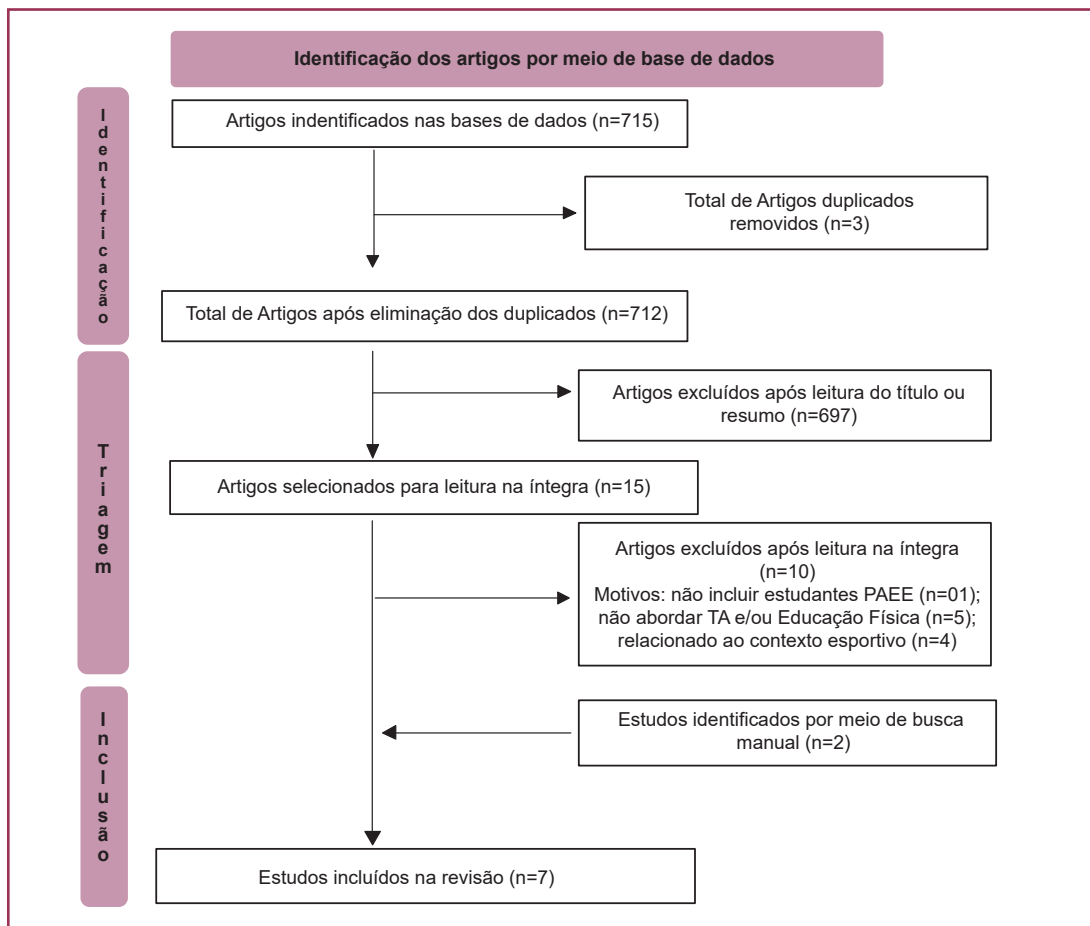 Identificação dos artigos por meio de base de dados
Identificação
Artigos indentificados nas bases de dados (n=715)
Total de Artigos duplicados
removidos (n=3)
Total de Artigos após eliminação dos duplicados (n=712)
Triagem
Artigos excluídos após leitura do título ou
resumo (n=697)
Artigos selecionados para leitura na íntegra (n=15)
Artigos excluídos após leitura na íntegra
(n=10)
Motivos: não incluir estudantes PAEE (n=01);
não abordar TA e/ou Educação Física (n=5);
relacionado ao contexto esportivo (n=4)
Inclusão
Estudos identificados por meio de busca
manual (n=2)
Estudos incluídos na revisão (n=7)